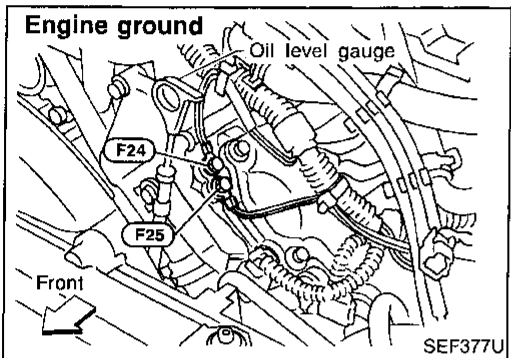 Engine ground
Oil level gauge
F24
F25
Front
SEF377U